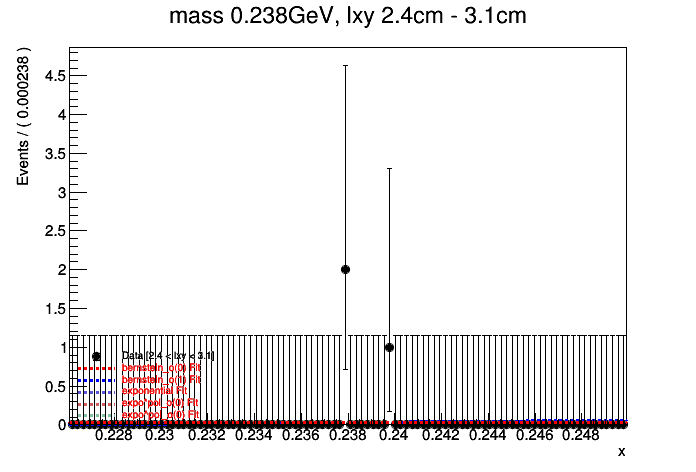 mass 0.238GeV, lxy 2.4cm - 3.1cm
Events / ( 0.000238 )
4.5
4
3.5
3
2.5
2
1.5
1
0.5
0
Data [2.4 < lxy < 3.1]
bernstein_o(0) Fit
bernstein_o(1) Fit
exponential Fit
0.228 0.23 0.232 0.234 0.236 0.238 0.24 0.242 0.244 0.246 0.248
x